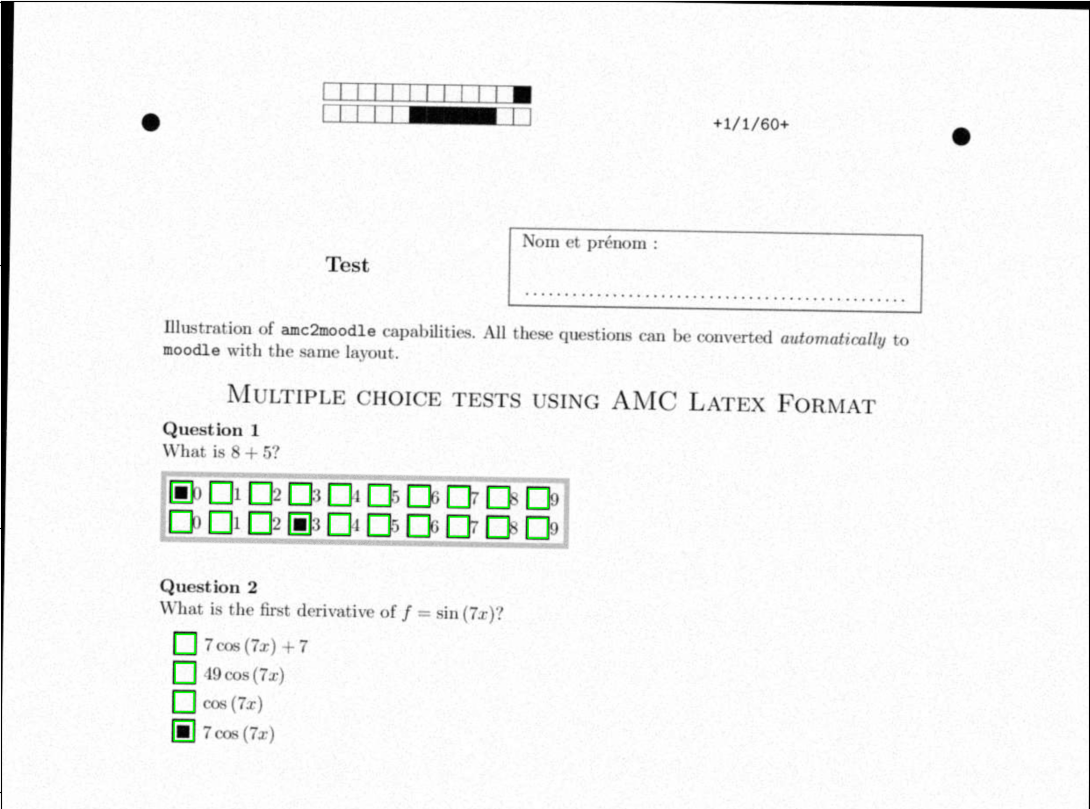 +1/1/60+
Test
Nom et prénom :
..................................................
Illustration of amc2moodle capabilities. All these questions can be converted automatically to
moodle with the same layout.
MULTIPLE CHOICE TESTS USING AMC LATEX FORMAT
Question 1
What is 8 + 5?
0 1 2 3 4 5 6 7 8 9
0 1 2 3 4 5 6 7 8 9
Question 2
What is the first derivative of f = sin (7x)?
7 cos (7x) + 7
49 cos (7x)
cos (7x)
7 cos (7x)